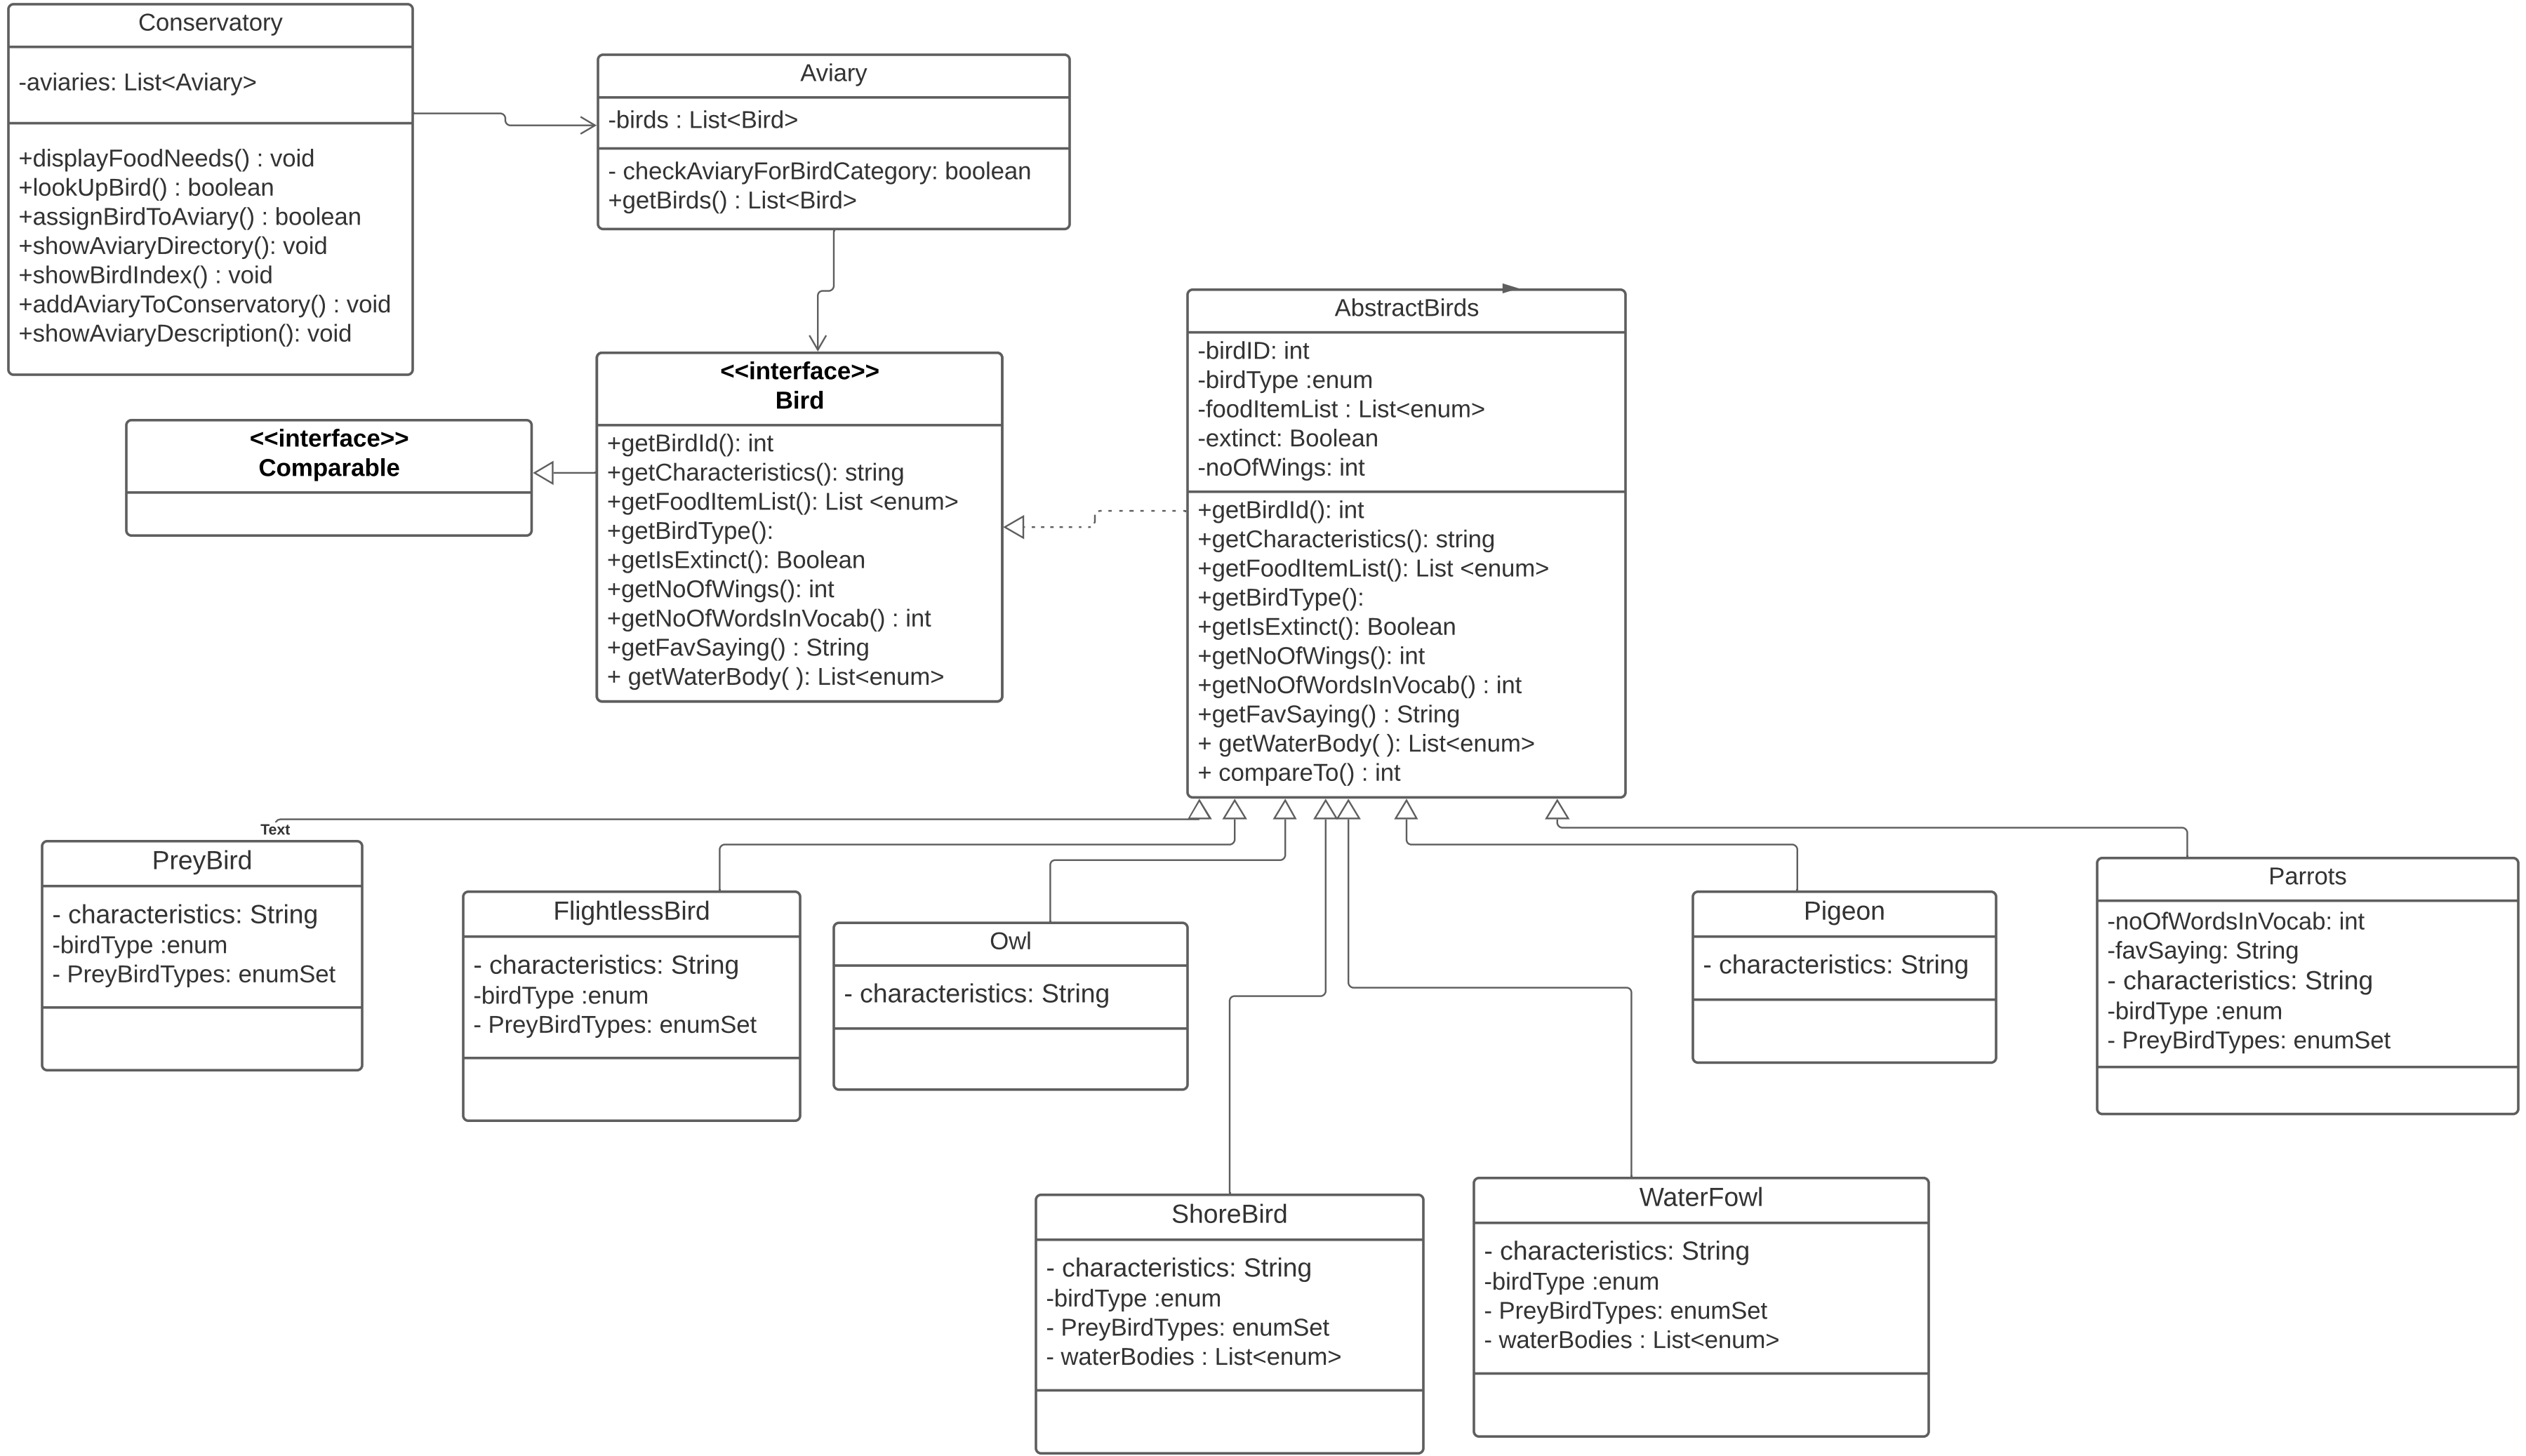 Conservatory
-aviaries: List<Aviary>
+displayFoodNeeds() : void
+lookUpBird() : boolean
+assignBirdToAviary() : boolean
+showAviaryDirectory(): void
+showBirdIndex() : void
+addAviaryToConservatory() : void
+showAviaryDescription(): void
Aviary
-birds : List<Bird>
- checkAviaryForBirdCategory: boolean
+getBirds() : List<Bird>
<<interface>>
Comparable
<<interface>>
Bird
+getBirdId(): int
+getCharacteristics(): string
+getFoodItemList(): List <enum>
+getBirdType():
+getIsExtinct(): Boolean
+getNoOfWings(): int
+getNoOfWordsInVocab() : int
+getFavSaying() : String
+ getWaterBody( ): List<enum>
AbstractBirds
-birdID: int
-birdType :enum
-foodItemList : List<enum>
-extinct: Boolean
-noOfWings: int
+getBirdId(): int
+getCharacteristics(): string
+getFoodItemList(): List <enum>
+getBirdType():
+getIsExtinct(): Boolean
+getNoOfWings(): int
+getNoOfWordsInVocab() : int
+getFavSaying() : String
+ getWaterBody( ): List<enum>
+ compareTo() : int
Text
PreyBird
- characteristics: String
-birdType :enum
- PreyBirdTypes: enumSet
FlightlessBird
- characteristics: String
-birdType :enum
- PreyBirdTypes: enumSet
Owl
- characteristics: String
Pigeon
- characteristics: String
Parrots
-noOfWordsInVocab: int
-favSaying: String
- characteristics: String
-birdType :enum
- PreyBirdTypes: enumSet
ShoreBird
- characteristics: String
-birdType :enum
- PreyBirdTypes: enumSet
- waterBodies : List<enum>
WaterFowl
- characteristics: String
-birdType :enum
- PreyBirdTypes: enumSet
- waterBodies : List<enum>